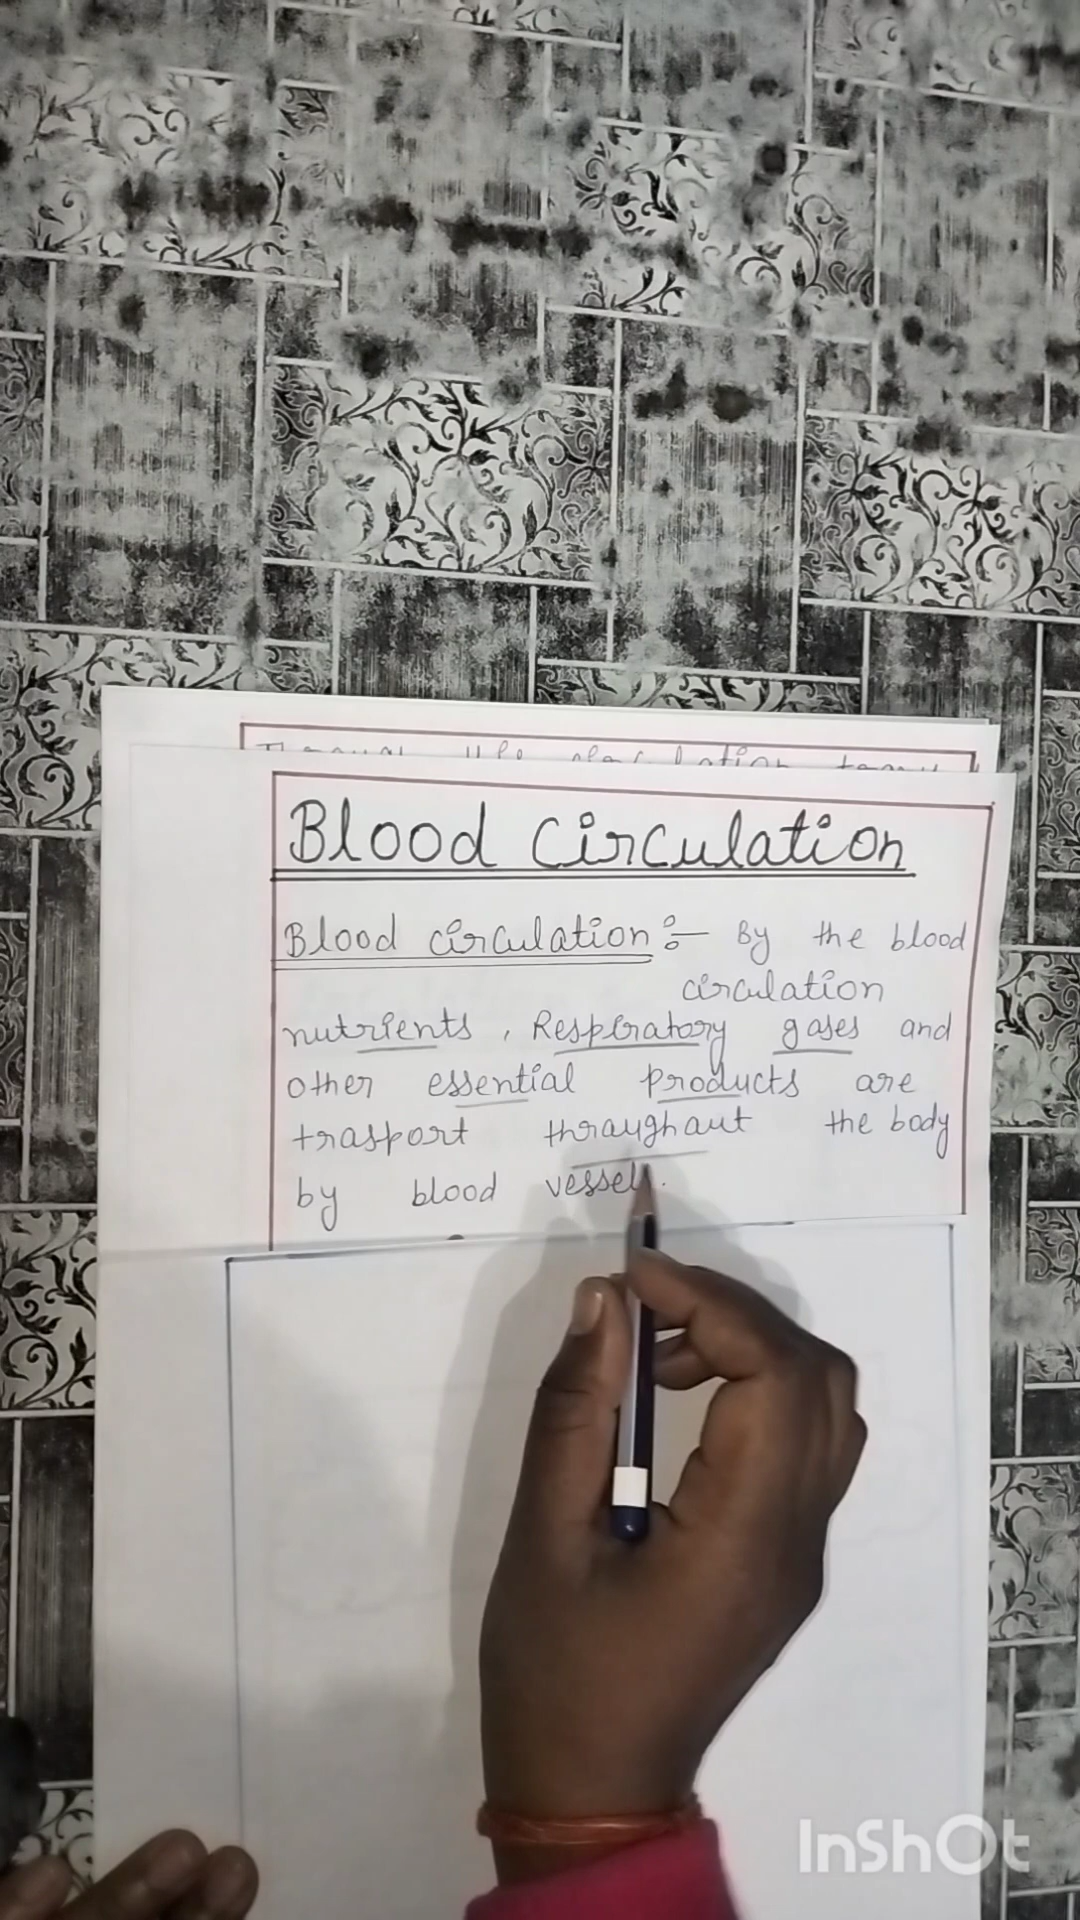 Blood circulation
Blood circulation :- By the blood
circulation
nutrients, Respiratory gases and
other essential products are
trasport thraughaut the body
by blood vessels.
InShOt